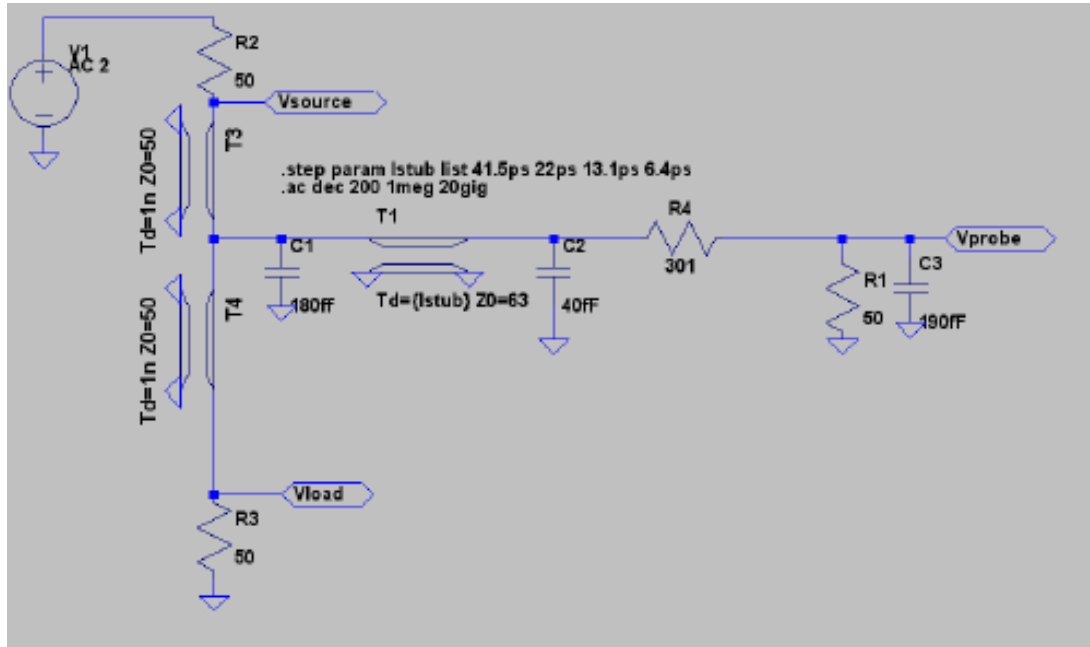 V1
AC 2
R2
50
Vsource
T3
Td=1n Z0=50
.step param lstub list 41.5ps 22ps 13.1ps 6.4ps
.ac dec 200 1meg 20gig
T1
R4
301
Vprobe
C1
180fF
Td={lstub} Z0=63
C2
40fF
R1
50
C3
190fF
T4
Td=1n Z0=50
Vload
R3
50